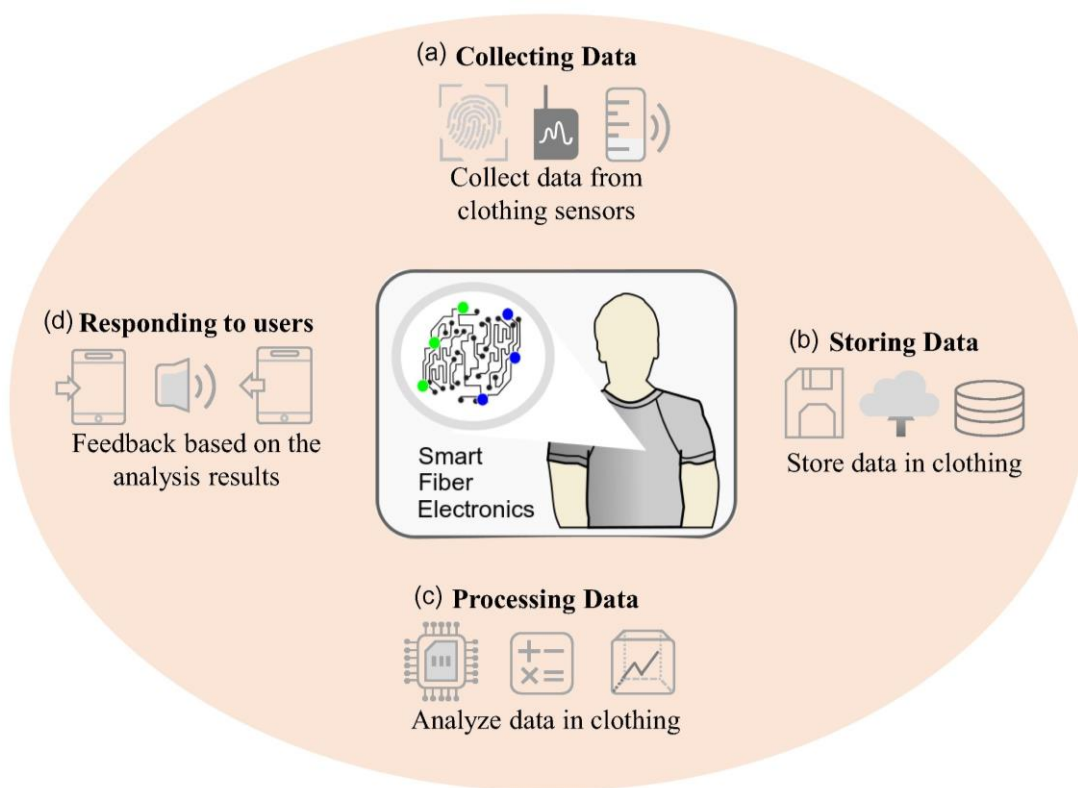 (a) Collecting Data
Collect data from
clothing sensors
(d) Responding to users
Feedback based on the
analysis results
Smart
Fiber
Electronics
(b) Storing Data
Store data in clothing
(c) Processing Data
Analyze data in clothing